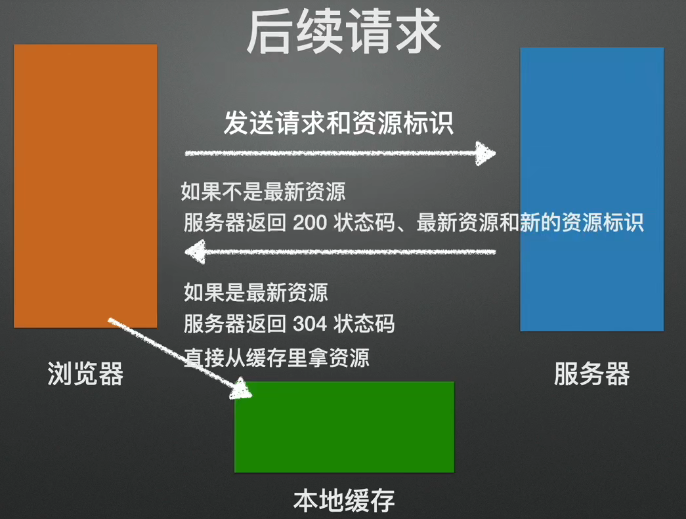 后续请求
发送请求和资源标识
如果不是最新资源
服务器返回 200 状态码、最新资源和新的资源标识
如果是最新资源
服务器返回 304 状态码
直接从缓存里拿资源
浏览器
服务器
本地缓存